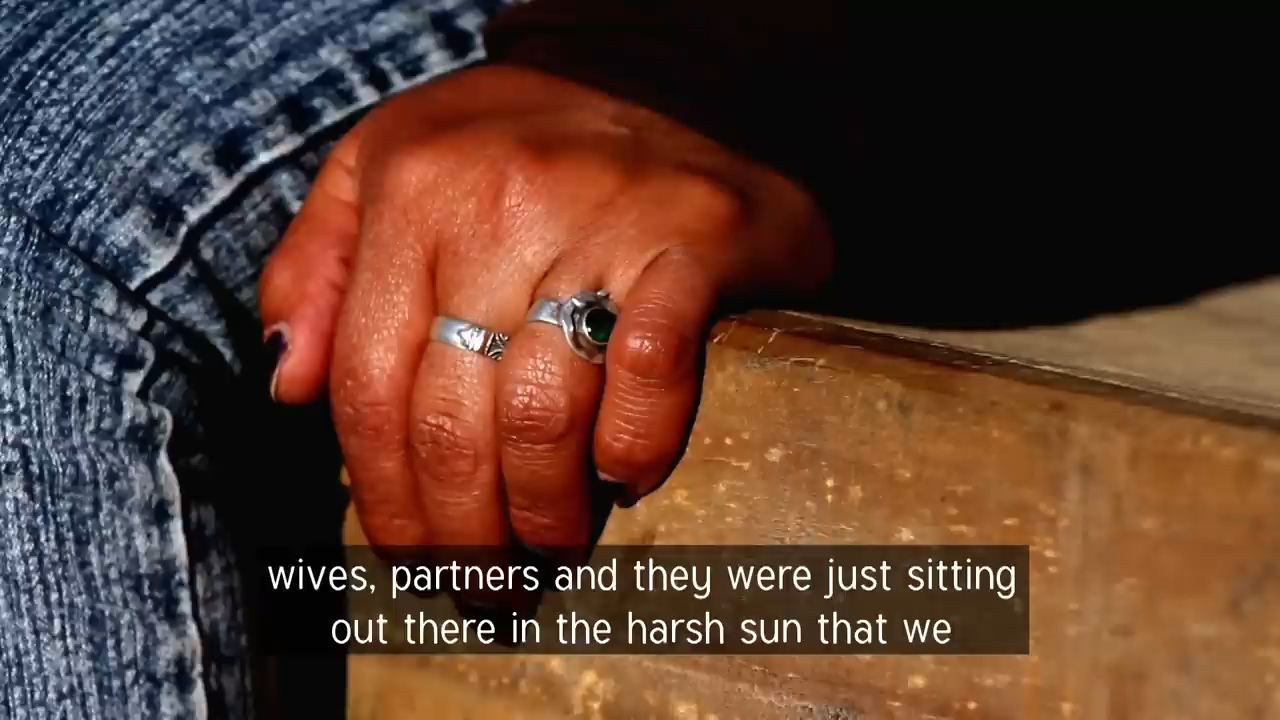 wives, partners and they were just sitting
out there in the harsh sun that we